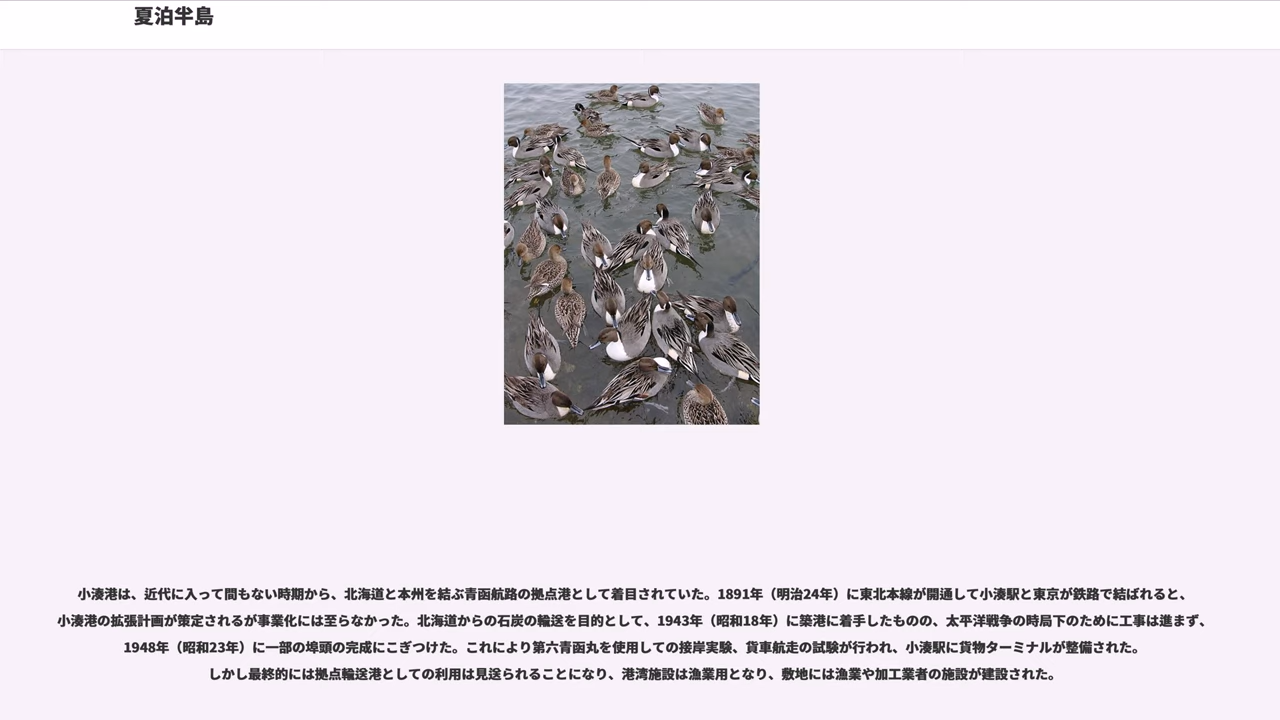 夏泊半島
小湊港は、近代に入って間もない時期から、北海道と本州を結ぶ青函航路の拠点港として着目されていた。1891年（明治24年）に東北本線が開通して小湊駅と東京が鉄路で結ばれると、
小湊港の拡張計画が策定されるが事業化には至らなかった。北海道からの石炭の輪送を目的として、1943年（昭和18年）に築港に着手したものの、太平洋戦争の時局下のために工事は進まず、
1948年（昭和23年）に一部の埠頭の完成にこぎつけた。これにより第六青函丸を使用しての接岸実験、貨車航走の試験が行われ、小湊駅に貨物ターミナルが整備された。
しかし最終的には拠点輸送港としての利用は見送られることになり、港湾施設は漁業用となり、敷地には漁業や加工業者の施設が建設された。